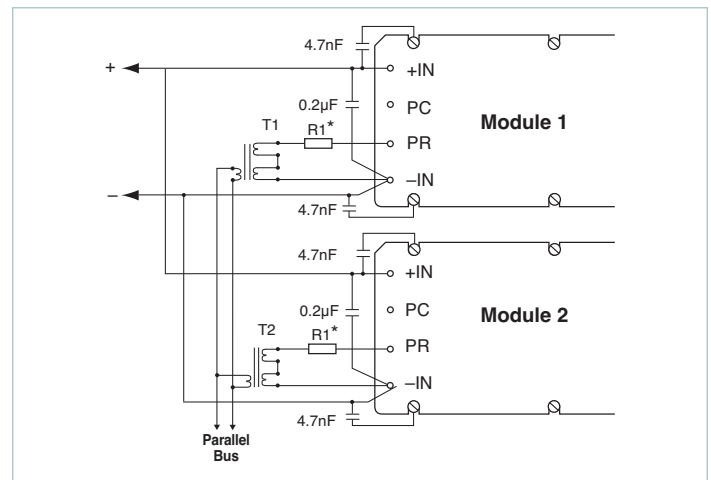 4.7nF
+
+IN
0.2µF
PC
Module 1
T1
R1*
PR
–
–IN
4.7nF
4.7nF
+IN
0.2µF
PC
Module 2
T2
R1*
PR
–IN
4.7nF
Parallel
Bus